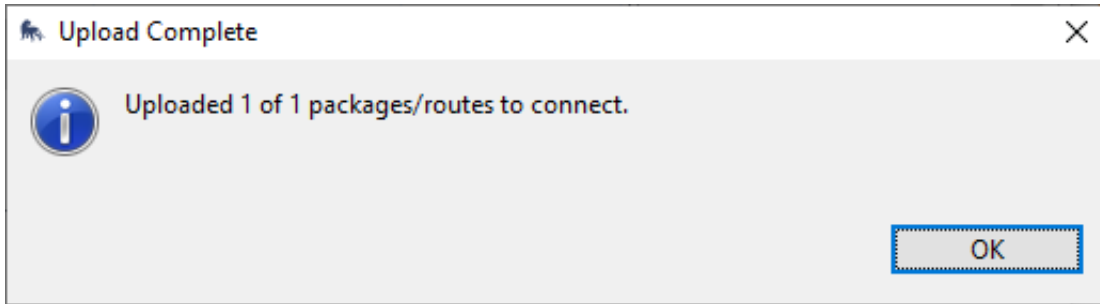 Upload Complete
Uploaded 1 of 1 packages/routes to connect.
OK